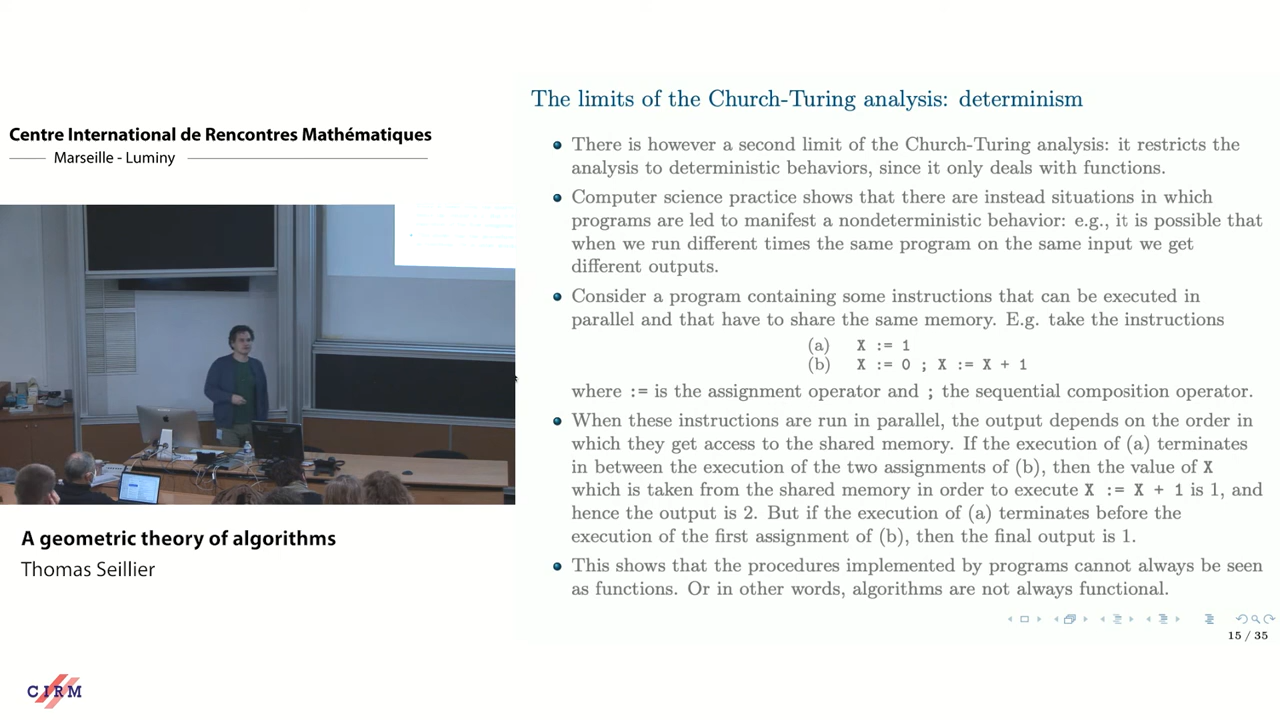 Centre International de Rencontres Mathématiques
Marseille - Luminy
A geometric theory of algorithms
Thomas Seillier
CIRM
The limits of the Church-Turing analysis: determinism
There is however a second limit of the Church-Turing analysis: it restricts the
analysis to deterministic behaviors, since it only deals with functions.
Computer science practice shows that there are instead situations in which
programs are led to manifest a nondeterministic behavior: e.g., it is possible that
when we run different times the same program on the same input we get
different outputs.
Consider a program containing some instructions that can be executed in
parallel and that have to share the same memory. E.g. take the instructions
(a) X := 1
(b) X := 0 ; X := X + 1
where := is the assignment operator and ; the sequential composition operator.
When these instructions are run in parallel, the output depends on the order in
which they get access to the shared memory. If the execution of (a) terminates
in between the execution of the two assignments of (b), then the value of X
which is taken from the shared memory in order to execute X := X + 1 is 1, and
hence the output is 2. But if the execution of (a) terminates before the
execution of the first assignment of (b), then the final output is 1.
This shows that the procedures implemented by programs cannot always be seen
as functions. Or in other words, algorithms are not always functional.
15 / 35